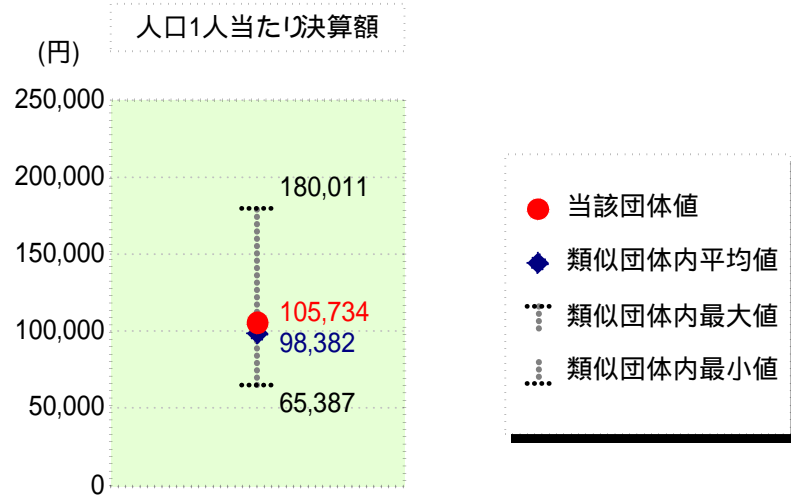 人口1人当たり決算額
(円)
250,000
200,000
180,011
150,000
105,734
100,000
98,382
65,387
50,000
0
当該団体値
類似団体内平均値
類似団体内最大値
類似団体内最小値